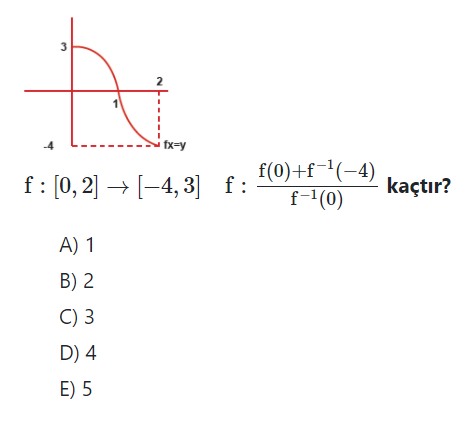 3
2
1
-4 fx=y
f : [0, 2] → [−4, 3] f : f(0)+f⁻¹(−4) / f⁻¹(0) kaçtır?
A) 1
B) 2
C) 3
D) 4
E) 5